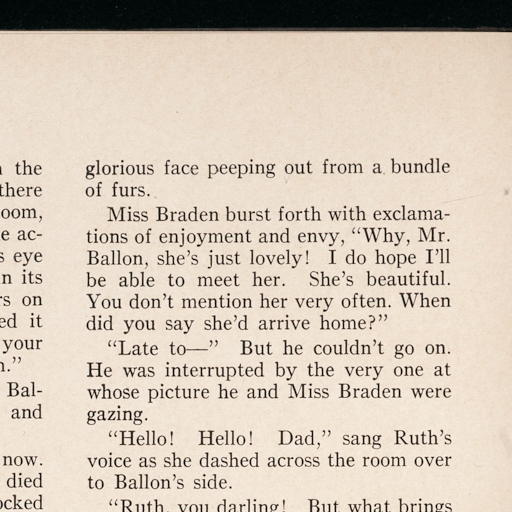 the
there
oom,
e ac-
s eye
n its
rs on
ed it
your
Bal-
and
now.
died
ocked
glorious face peeping out from a bundle
of furs.
Miss Braden burst forth with exclama-
tions of enjoyment and envy, “Why, Mr.
Ballon, she’s just lovely! I do hope I’ll
be able to meet her. She’s beautiful.
You don’t mention her very often. When
did you say she’d arrive home?”
“Late to—” But he couldn’t go on.
He was interrupted by the very one at
whose picture he and Miss Braden were
gazing.
“Hello! Hello! Dad,” sang Ruth’s
voice as she dashed across the room over
to Ballon’s side.
“Ruth, you darling! But what brings